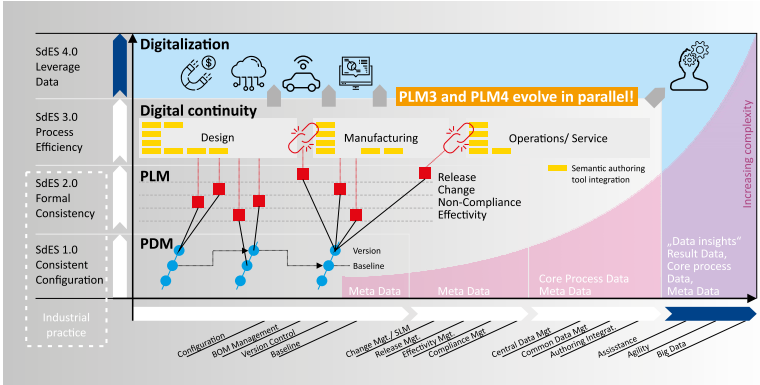 SdES 4.0
Leverage
Data
SdES 3.0
Process
Efficiency
SdES 2.0
Formal
Consistency
SdES 1.0
Consistent
Configuration
Industrial
practice
Digitalization
$
PLM3 and PLM4 evolve in parallel!
Digital continuity
Design
Manufacturing
Operations/ Service
Semantic authoring
tool integration
PLM
Release
Change
Non-Compliance
Effectivity
PDM
Version
Baseline
Increasing complexity
Meta Data
Meta Data
Core Process Data
Meta Data
„Data insights"
Result Data,
Core process
Data,
Meta Data
Configuration
BOM Management
Version Control
Baseline
Change Mgt./ SLM
Release Mgt.
Effectivity Mgt.
Compliance Mgt.
Central Data Mgt
Common Data Mgt
Authoring Integrat.
Assisstance
Agility
Big Data